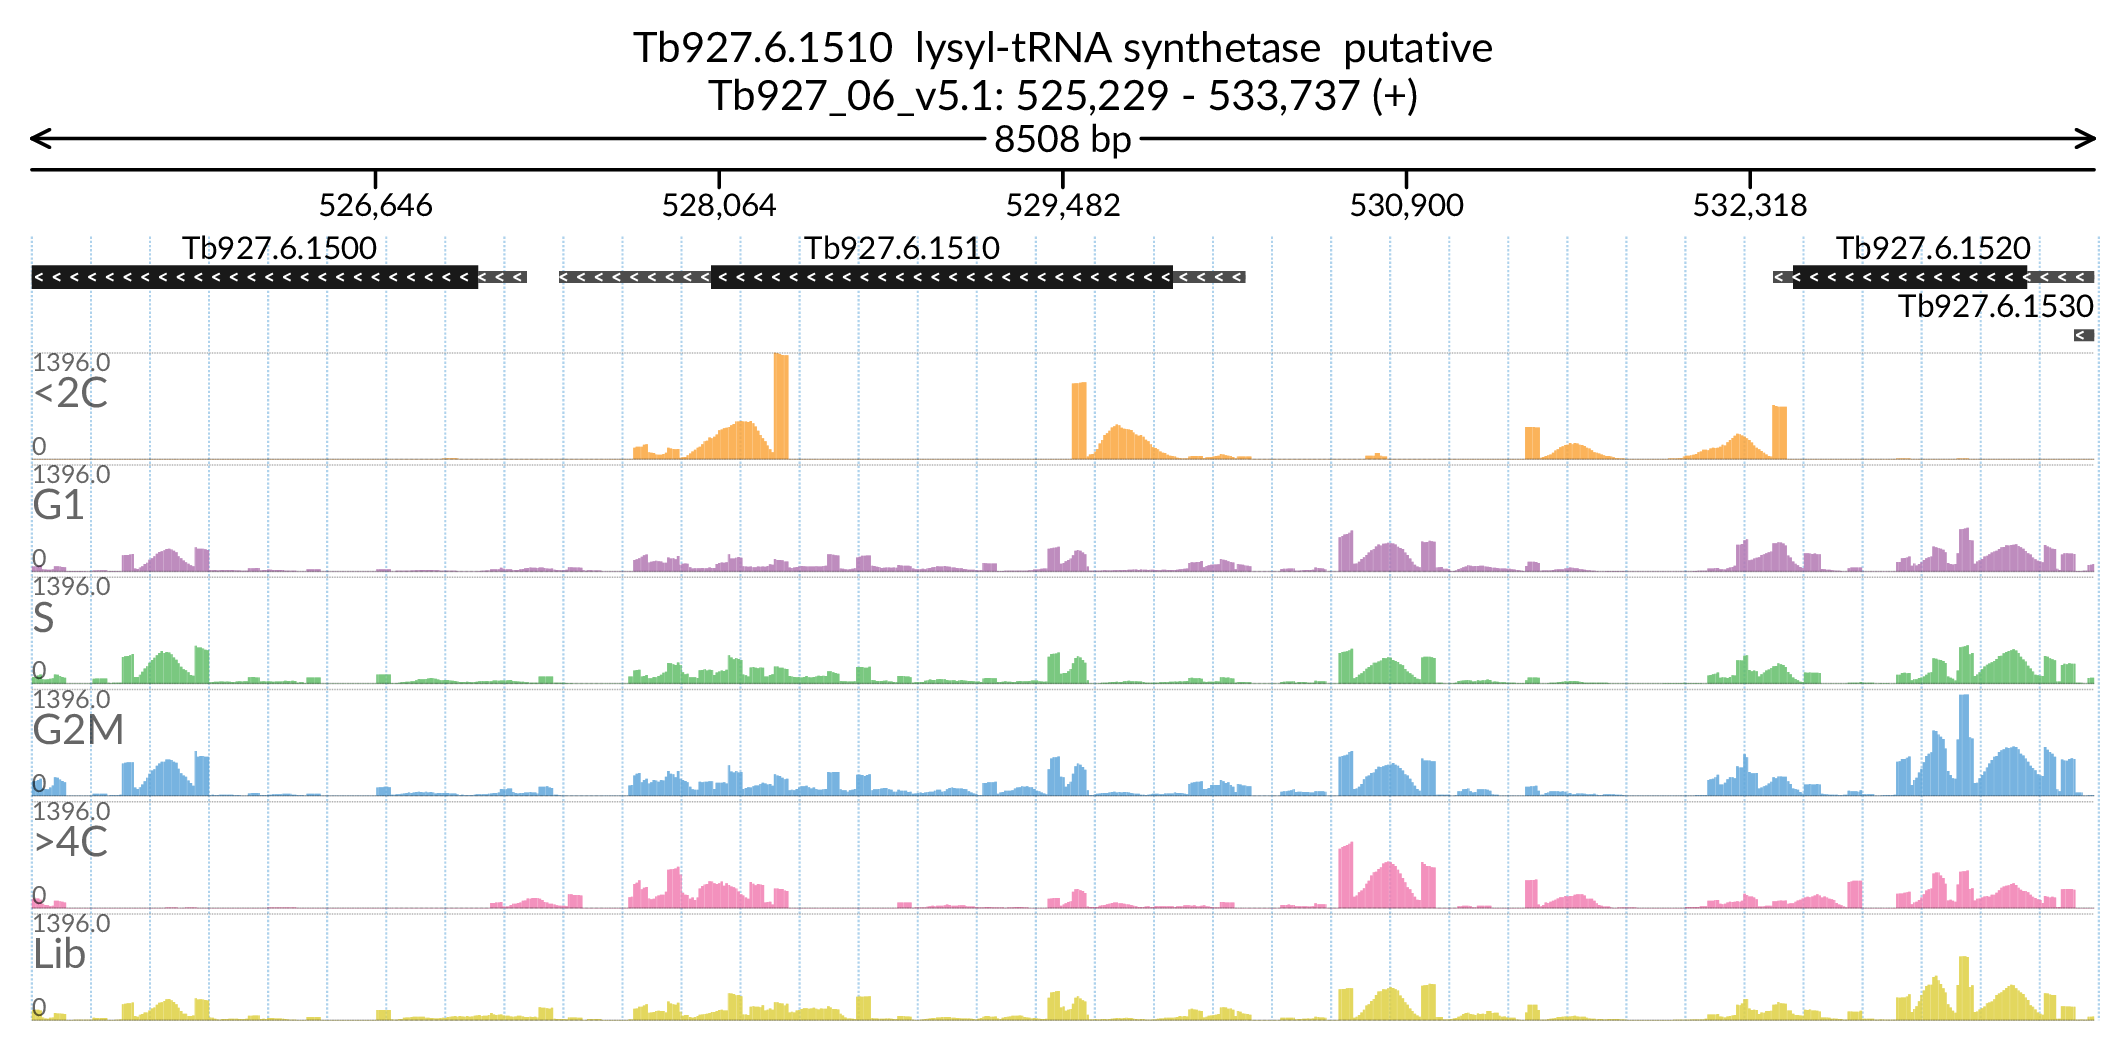 Tb927.6.1510 lysyl-tRNA synthetase putative
Tb927_06_v5.1: 525,229 - 533,737 (+)
8508 bp
526,646 528,064 529,482 530,900 532,318
Tb927.6.1500 Tb927.6.1510 Tb927.6.1520
Tb927.6.1530
1396.0
<2C
0
1396.0
G1
0
1396.0
S
0
1396.0
G2M
0
1396.0
>4C
0
1396.0
Lib
0